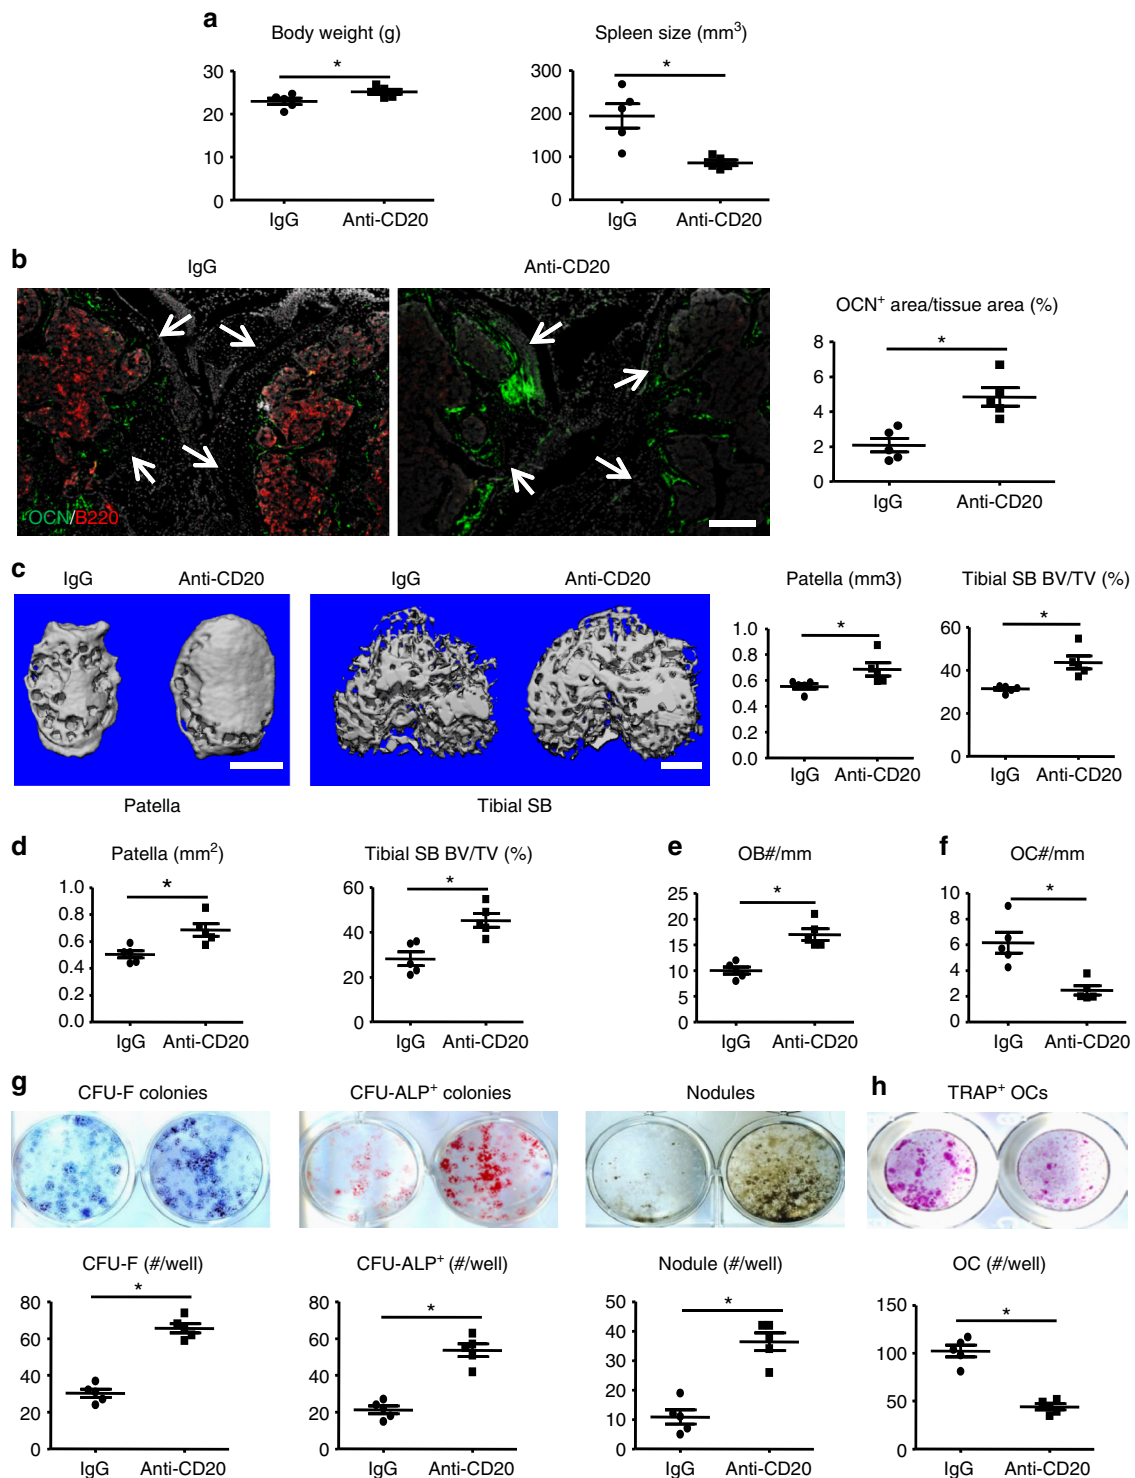 a
Body weight (g)
*
30
20
10
0
IgG
Anti-CD20
Spleen size (mm³)
*
300
200
100
0
IgG
Anti-CD20
b
IgG
Anti-CD20
OCN/B220
OCN⁺ area/tissue area (%)
*
8
6
4
2
0
IgG
Anti-CD20
c
IgG
Anti-CD20
Patella
IgG
Anti-CD20
Tibial SB
Patella (mm3)
*
1.0
0.8
0.6
0.4
0.2
0.0
IgG
Anti-CD20
Tibial SB BV/TV (%)
*
60
40
20
0
IgG
Anti-CD20
d
Patella (mm²)
*
1.0
0.8
0.6
0.4
0.2
0.0
IgG
Anti-CD20
Tibial SB BV/TV (%)
*
60
40
20
0
IgG
Anti-CD20
e
OB#/mm
*
25
20
15
10
5
0
IgG
Anti-CD20
f
OC#/mm
*
10
8
6
4
2
0
IgG
Anti-CD20
g
CFU-F colonies
CFU-ALP⁺ colonies
Nodules
CFU-F (#/well)
*
80
60
40
20
0
IgG
Anti-CD20
CFU-ALP⁺ (#/well)
*
80
60
40
20
0
IgG
Anti-CD20
Nodule (#/well)
*
50
40
30
20
10
0
IgG
Anti-CD20
h
TRAP⁺ OCs
OC (#/well)
*
150
100
50
0
IgG
Anti-CD20